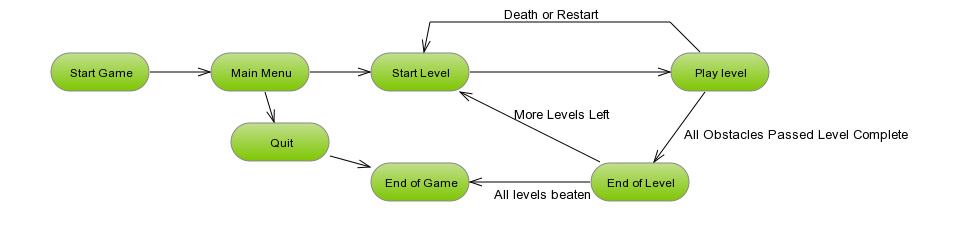 Death or Restart
Start Game
Main Menu
Start Level
Play level
More Levels Left
All Obstacles Passed Level Complete
Quit
End of Game
End of Level
All levels beaten